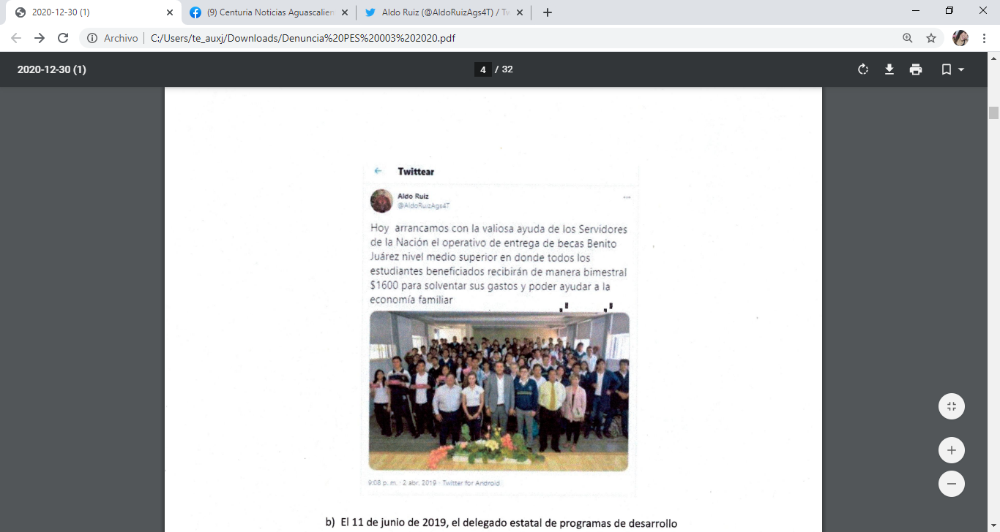 2020-12-30 (1)
(9) Centuria Noticias Aguascalien
Aldo Ruiz (@AldoRuizAgs4T) / Tw
Archivo
C:/Users/te_auxj/Downloads/Denuncia%20PES%20003%202020.pdf
2020-12-30 (1)
4 / 32
Twittear
Aldo Ruiz
@AldoRuizAgs4T
Hoy arrancamos con la valiosa ayuda de los Servidores
de la Nación el operativo de entrega de becas Benito
Juárez nivel medio superior en donde todos los
estudiantes beneficiados recibirán de manera bimestral
$1600 para solventar sus gastos y poder ayudar a la
economía familiar
9:08 p. m. · 2 abr. 2019 · Twitter for Android
b) El 11 de junio de 2019, el delegado estatal de programas de desarrollo